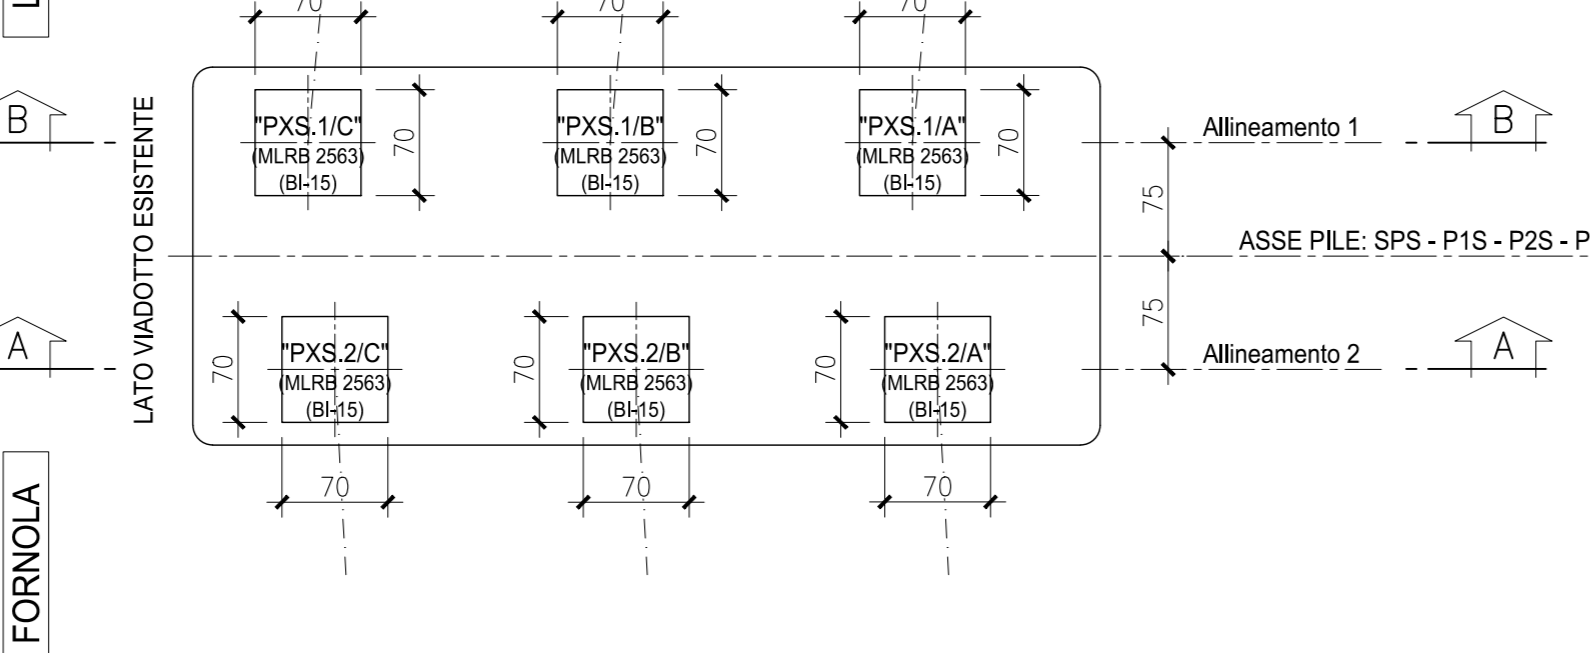 70 70 70
B "PXS.1/C" "PXS.1/B" "PXS.1/A" Allineamento 1 B
(MLRB 2563) 70 (MLRB 2563) 70 (MLRB 2563) 70
(BI-15) (BI-15) (BI-15)
75
LATO VIADOTTO ESISTENTE
ASSE PILE: SPS - P1S - P2S - P
75
A "PXS.2/C" "PXS.2/B" "PXS.2/A" Allineamento 2 A
70 (MLRB 2563) 70 (MLRB 2563) 70 (MLRB 2563)
(BI-15) (BI-15) (BI-15)
70 70 70
FORNOLA